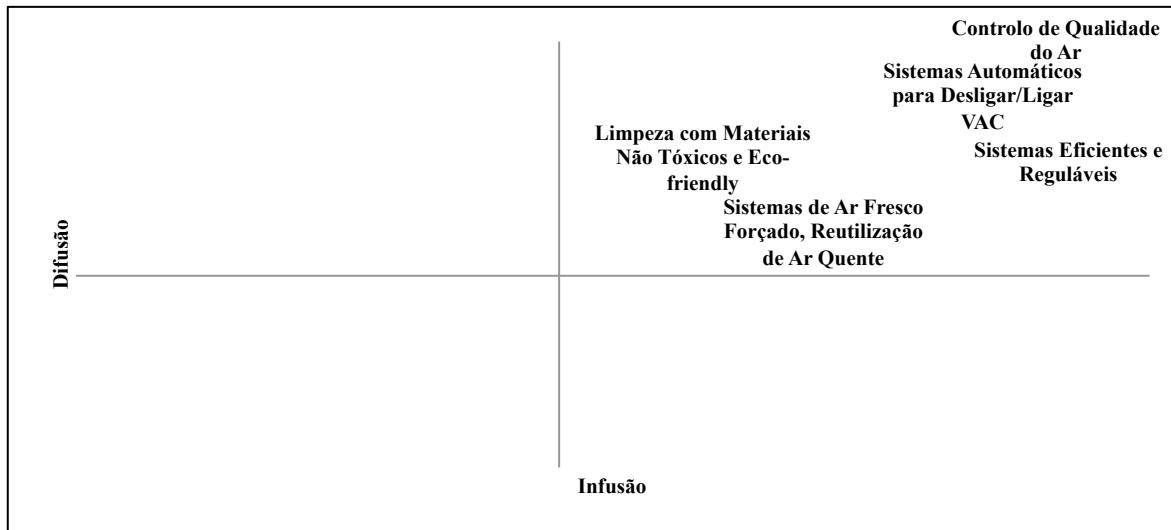 Controlo de Qualidade
do Ar
Sistemas Automáticos
para Desligar/Ligar
VAC
Sistemas Eficientes e
Reguláveis
Limpeza com Materiais
Não Tóxicos e Eco-
friendly
Sistemas de Ar Fresco
Forçado, Reutilização
de Ar Quente
Difusão
Infusão